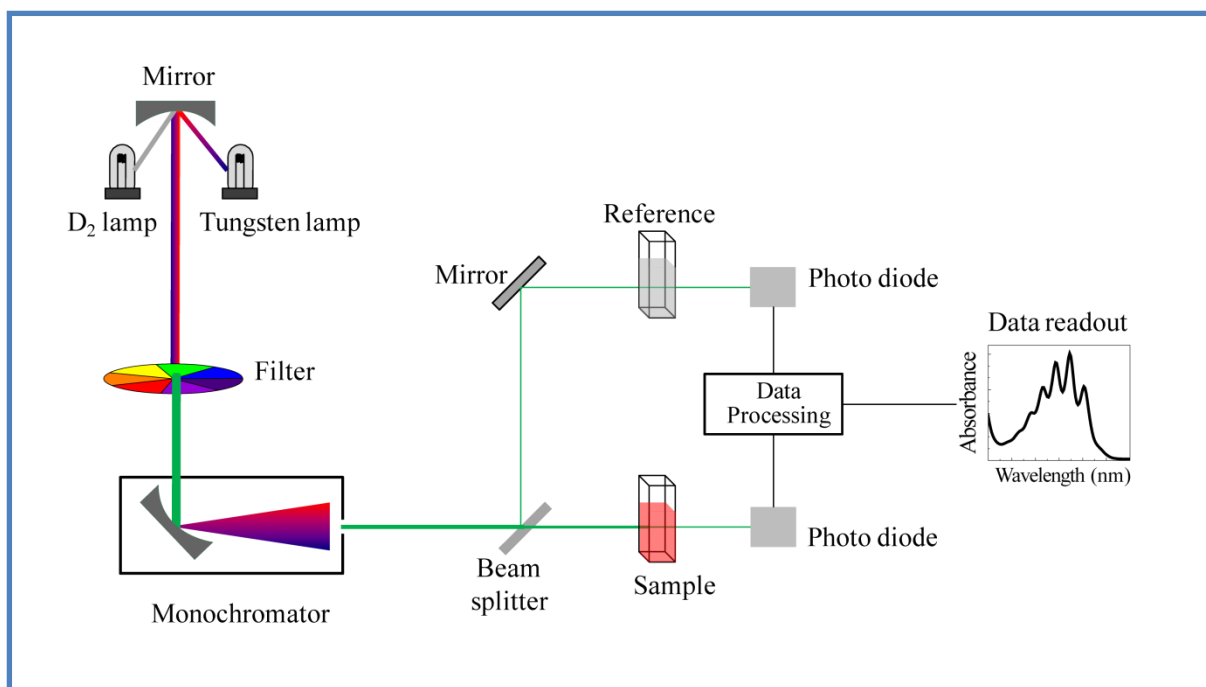 Mirror
D₂ lamp
Tungsten lamp
Filter
Monochromator
Mirror
Reference
Photo diode
Data
Processing
Data readout
Absorbance
Wavelength (nm)
Beam
splitter
Sample
Photo diode